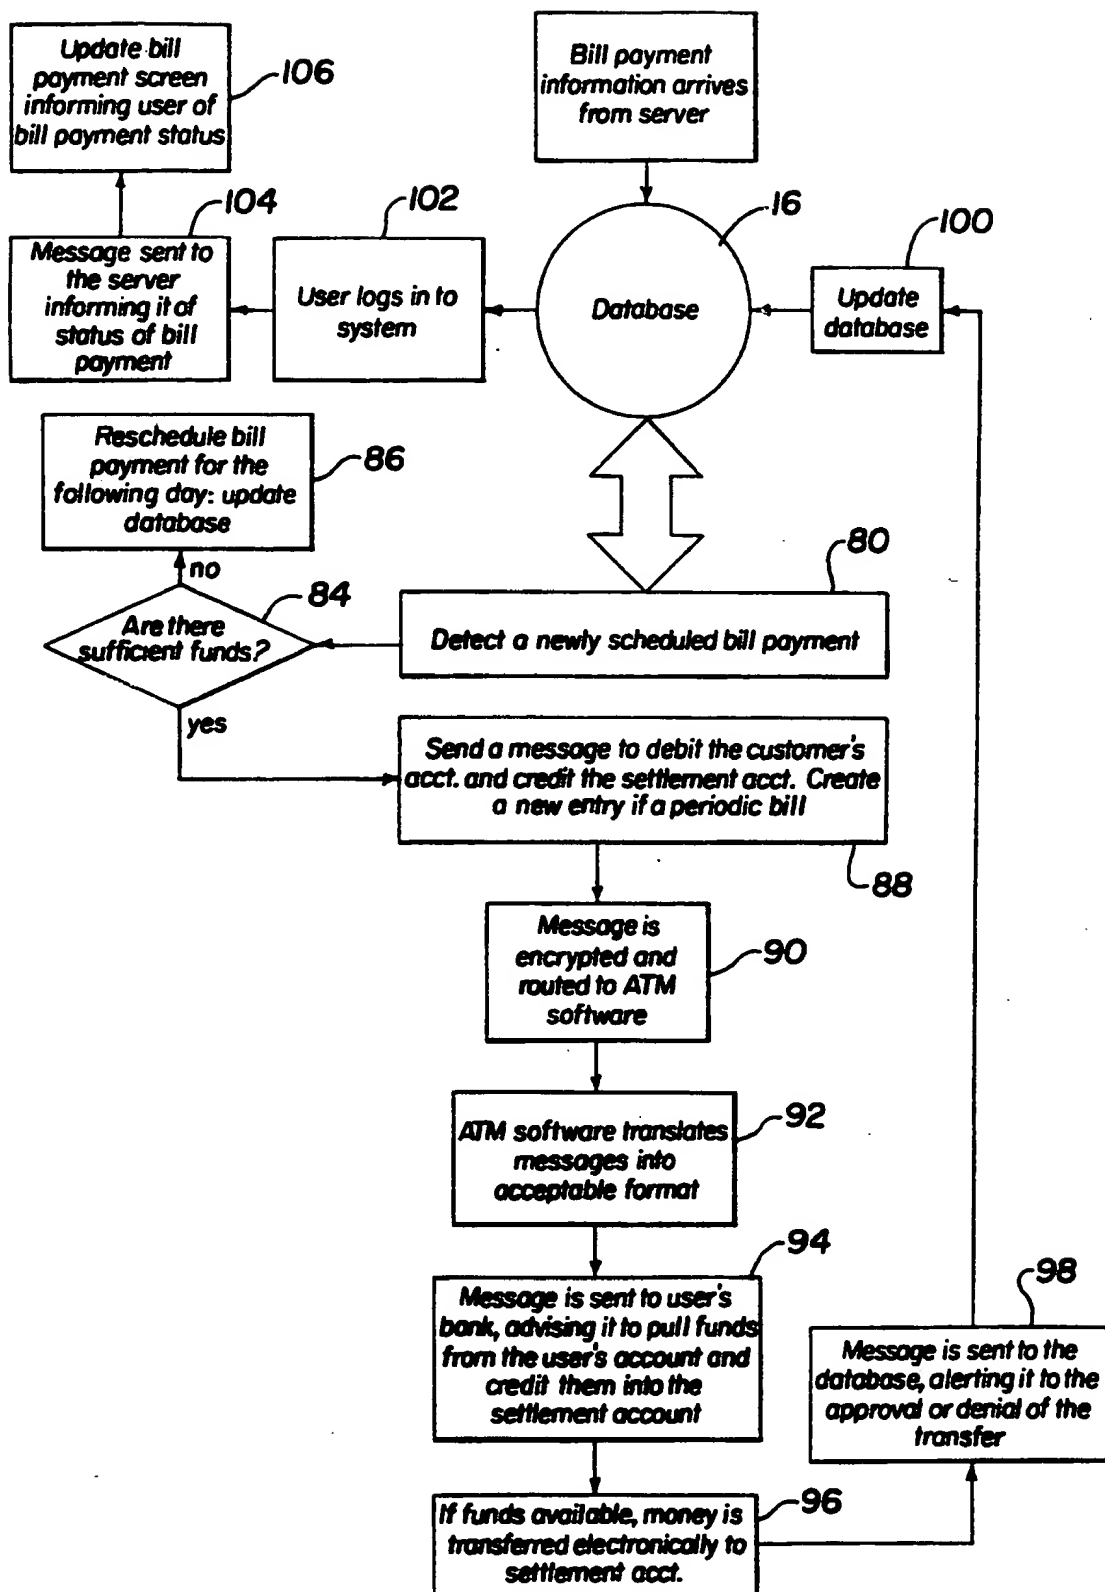 Update bill
payment screen
informing user of
bill payment status
106
Bill payment
information arrives
from server
104
Message sent to
the server
informing it of
status of bill
payment
102
User logs in to
system
16
Database
100
Update
database
Reschedule bill
payment for the
following day: update
database
86
no
84
Are there
sufficient funds?
yes
80
Detect a newly scheduled bill payment
Send a message to debit the customer's
acct. and credit the settlement acct. Create
a new entry if a periodic bill
88
Message is
encrypted and
routed to ATM
software
90
ATM software translates
messages into
acceptable format
92
94
Message is sent to user's
bank, advising it to pull funds
from the user's account and
credit them into the
settlement account
98
Message is sent to the
database, alerting it to the
approval or denial of the
transfer
If funds available, money is
transferred electronically to
settlement acct.
96